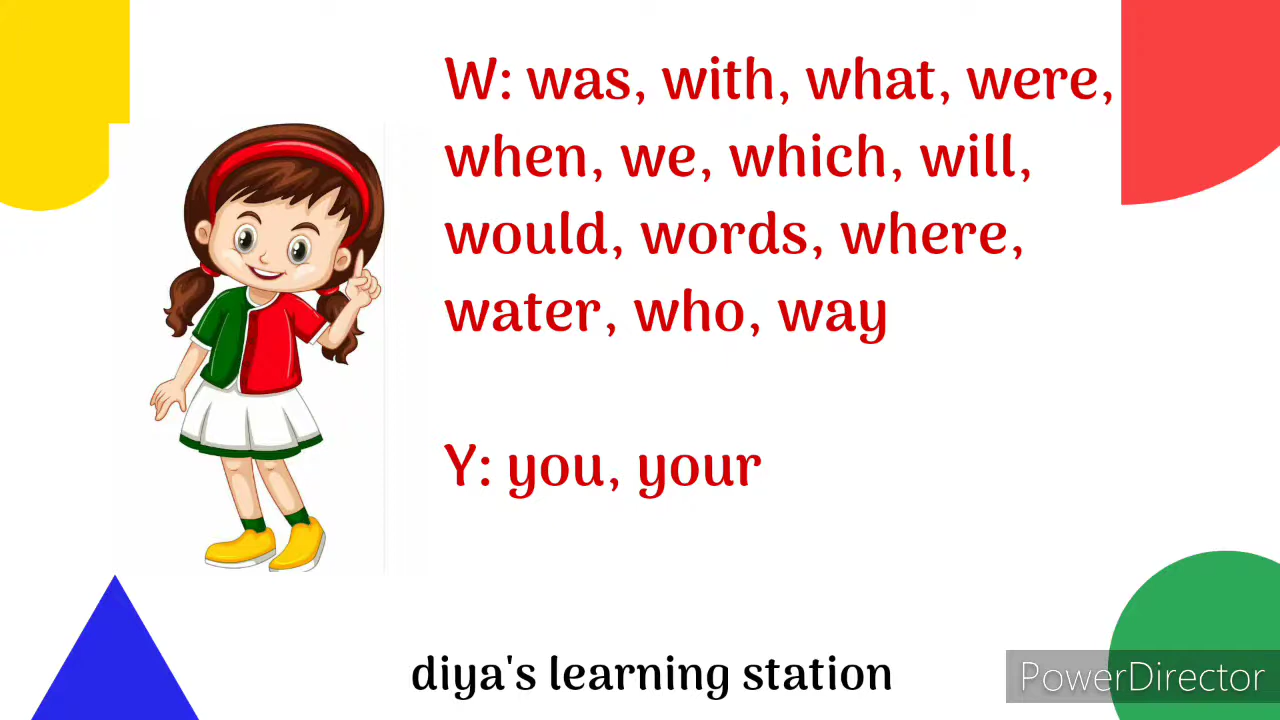 W: was, with, what, were,
when, we, which, will,
would, words, where,
water, who, way
Y: you, your
diya's learning station
PowerDirector